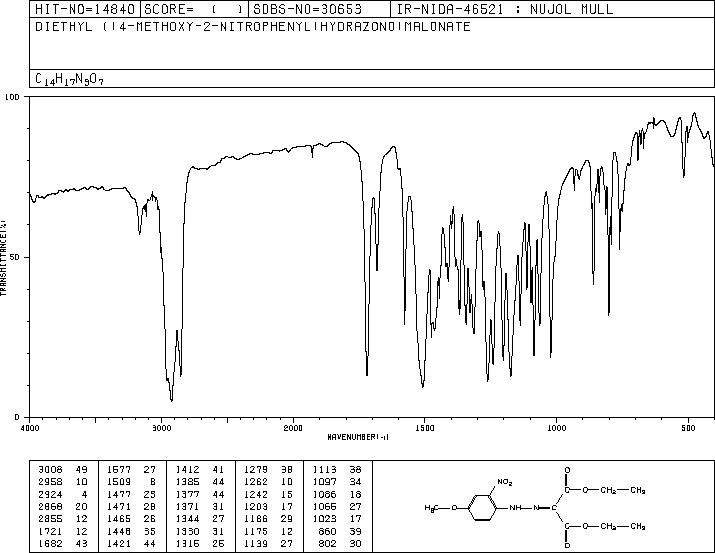 HIT-NO=14840 SCORE= ( ) SDBS-NO=30653 IR-NIDA-46521 : NUJOL MULL
DIETHYL ((4-METHOXY-2-NITROPHENYL)HYDRAZONO)MALONATE
C14H17N3O7
100
50
0
TRANSMITTANCE(%)
4000 3000 2000 1500 1000 500
WAVENUMBER(-1)
3008 49 1577 27 1412 41 1279 38 1113 36
2958 10 1509 8 1385 44 1262 10 1097 34
2924 4 1477 25 1377 44 1242 15 1086 18
2868 20 1471 28 1371 31 1203 17 1065 27
2855 12 1465 26 1344 27 1186 29 1023 17
1721 12 1448 35 1330 31 1175 12 860 39
1682 43 1421 44 1316 25 1139 27 802 30
NO2
O
C—O—CH2—CH3
CH3—O
NH—N
C
C—O—CH2—CH3
O